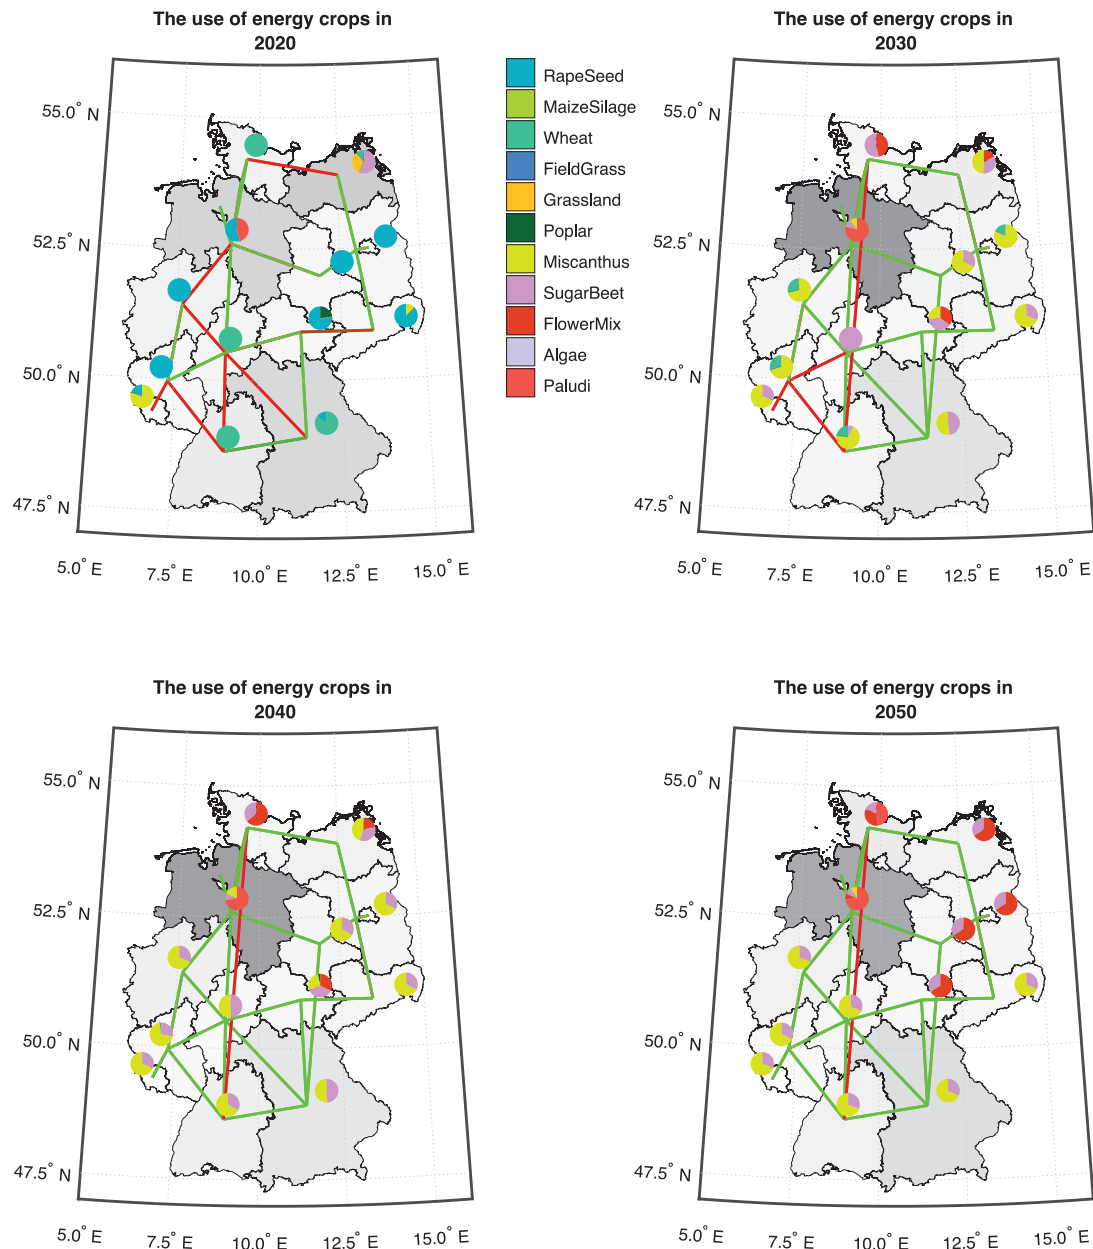 The use of energy crops in
2020
55.0° N
52.5° N
50.0° N
47.5° N
5.0° E
7.5° E
10.0° E
12.5° E
15.0° E
RapeSeed
MaizeSilage
Wheat
FieldGrass
Grassland
Poplar
Miscanthus
SugarBeet
FlowerMix
Algae
Paludi
The use of energy crops in
2030
55.0° N
52.5° N
50.0° N
47.5° N
5.0° E
7.5° E
10.0° E
12.5° E
15.0° E
The use of energy crops in
2040
55.0° N
52.5° N
50.0° N
47.5° N
5.0° E
7.5° E
10.0° E
12.5° E
15.0° E
The use of energy crops in
2050
55.0° N
52.5° N
50.0° N
47.5° N
5.0° E
7.5° E
10.0° E
12.5° E
15.0° E